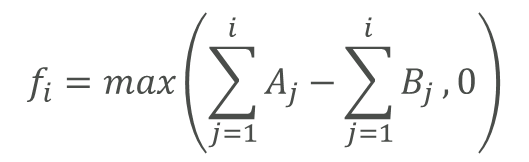 f_i = max(∑_{j=1}^{i} A_j − ∑_{j=1}^{i} B_j , 0)